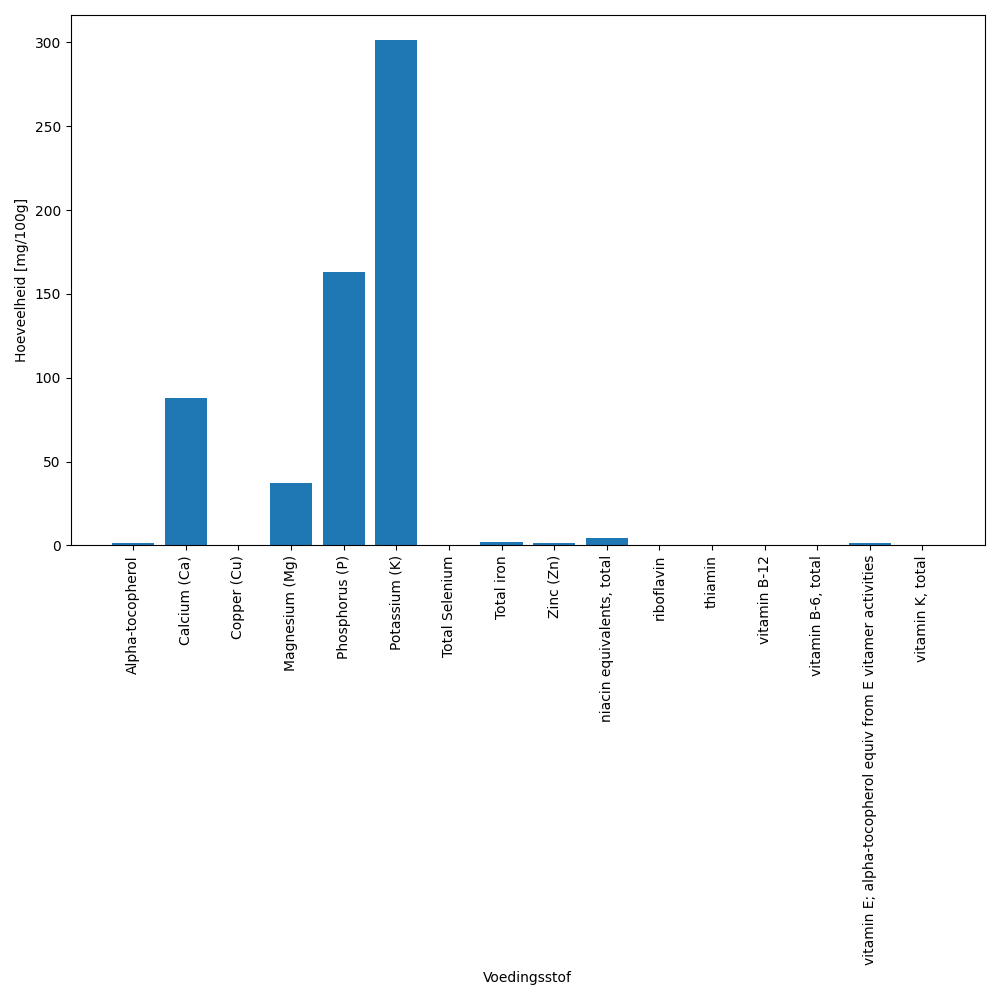 Hoeveelheid [mg/100g]
300
250
200
150
100
50
0
Alpha-tocopherol
Calcium (Ca)
Copper (Cu)
Magnesium (Mg)
Phosphorus (P)
Potassium (K)
Total Selenium
Total iron
Zinc (Zn)
niacin equivalents, total
riboflavin
thiamin
vitamin B-12
vitamin B-6, total
vitamin E; alpha-tocopherol equiv from E vitamer activities
vitamin K, total
Voedingsstof